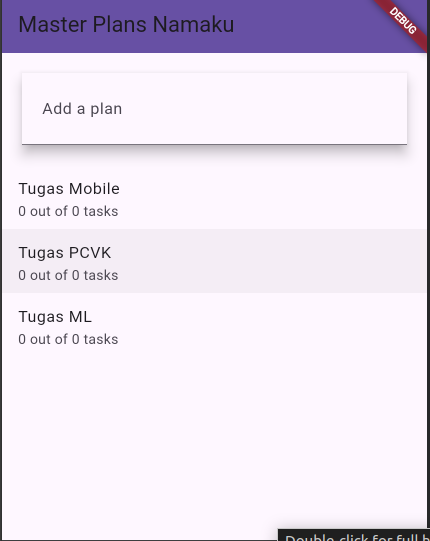 Master Plans Namaku
DEBUG
Add a plan
Tugas Mobile
0 out of 0 tasks
Tugas PCVK
0 out of 0 tasks
Tugas ML
0 out of 0 tasks
Double click for full